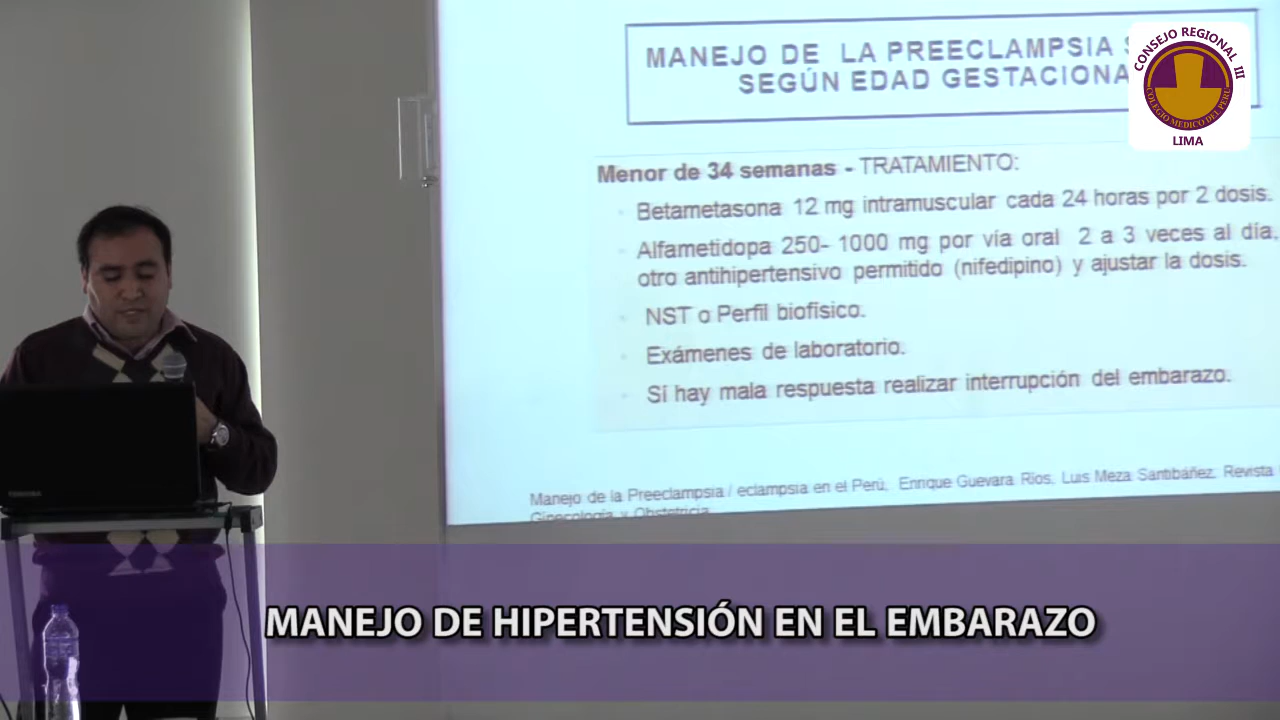 MANEJO DE LA PREECLAMPSIA
SEGÚN EDAD GESTACIONA
CONSEJO REGIONAL III
COLEGIO MEDICO DEL PERU
LIMA
Menor de 34 semanas - TRATAMIENTO:
Betametasona 12 mg intramuscular cada 24 horas por 2 dosis.
Alfametidopa 250- 1000 mg por vía oral 2 a 3 veces al día,
otro antihipertensivo permitido (nifedipino) y ajustar la dosis.
NST o Perfil biofísico.
Exámenes de laboratorio.
Sí hay mala respuesta realizar interrupción del embarazo.
Manejo de la Preeclampsia / eclampsia en el Perú, Enrique Guevara Ríos, Luis Meza Santibáñez. Revista
Ginecología y Obstetricia
TOSHIBA
MANEJO DE HIPERTENSIÓN EN EL EMBARAZO